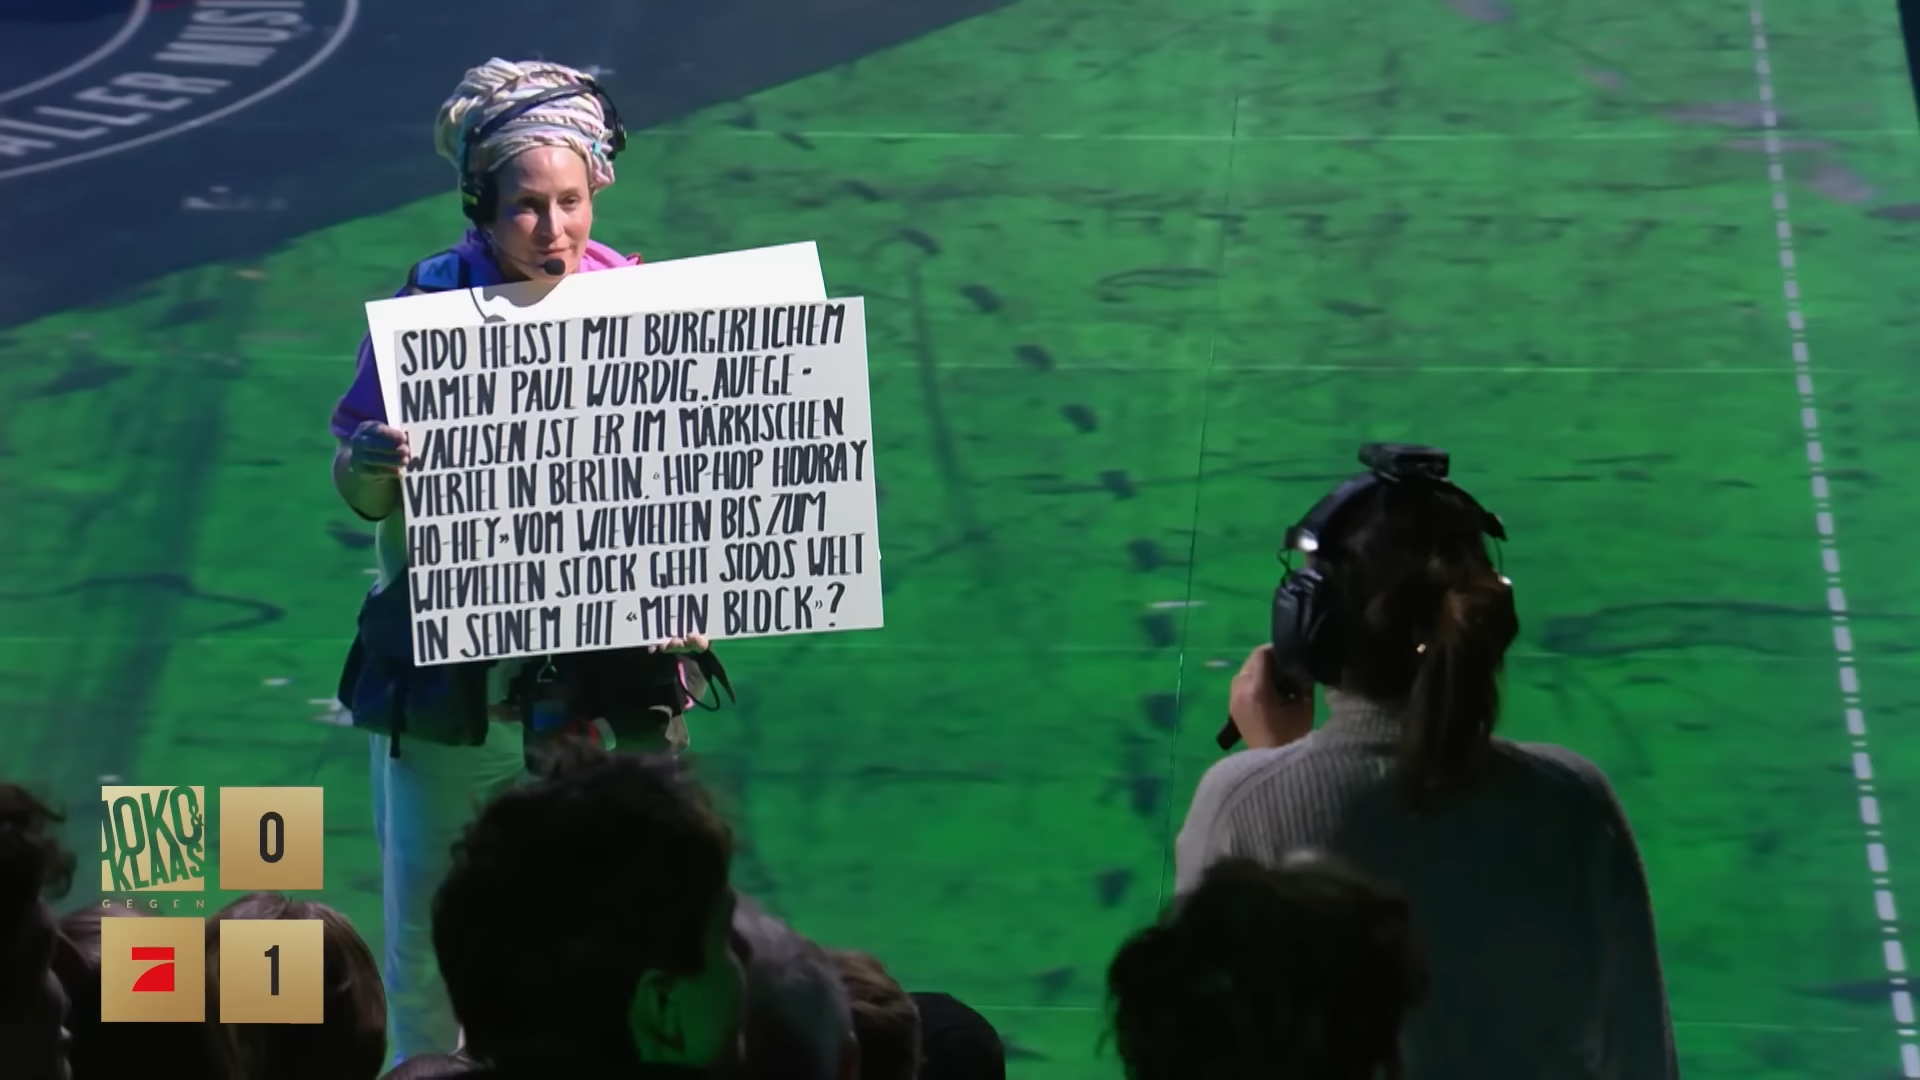 ALLER MUSI
SIDO HEISST MIT BÜRGERLICHEM
NAMEN PAUL WÜRDIG. AUFGE-
WACHSEN IST ER IM MÄRKISCHEN
VIERTEL IN BERLIN. «HIP-HOP HOORAY
HO-HEY» VOM WIEVIELTEN BIS ZUM
WIEVIELTEN STOCK GEHT SIDOS WELT
IN SEINEM HIT «MEIN BLOCK»?
JOKO &
KLAAS
0
GEGEN
1